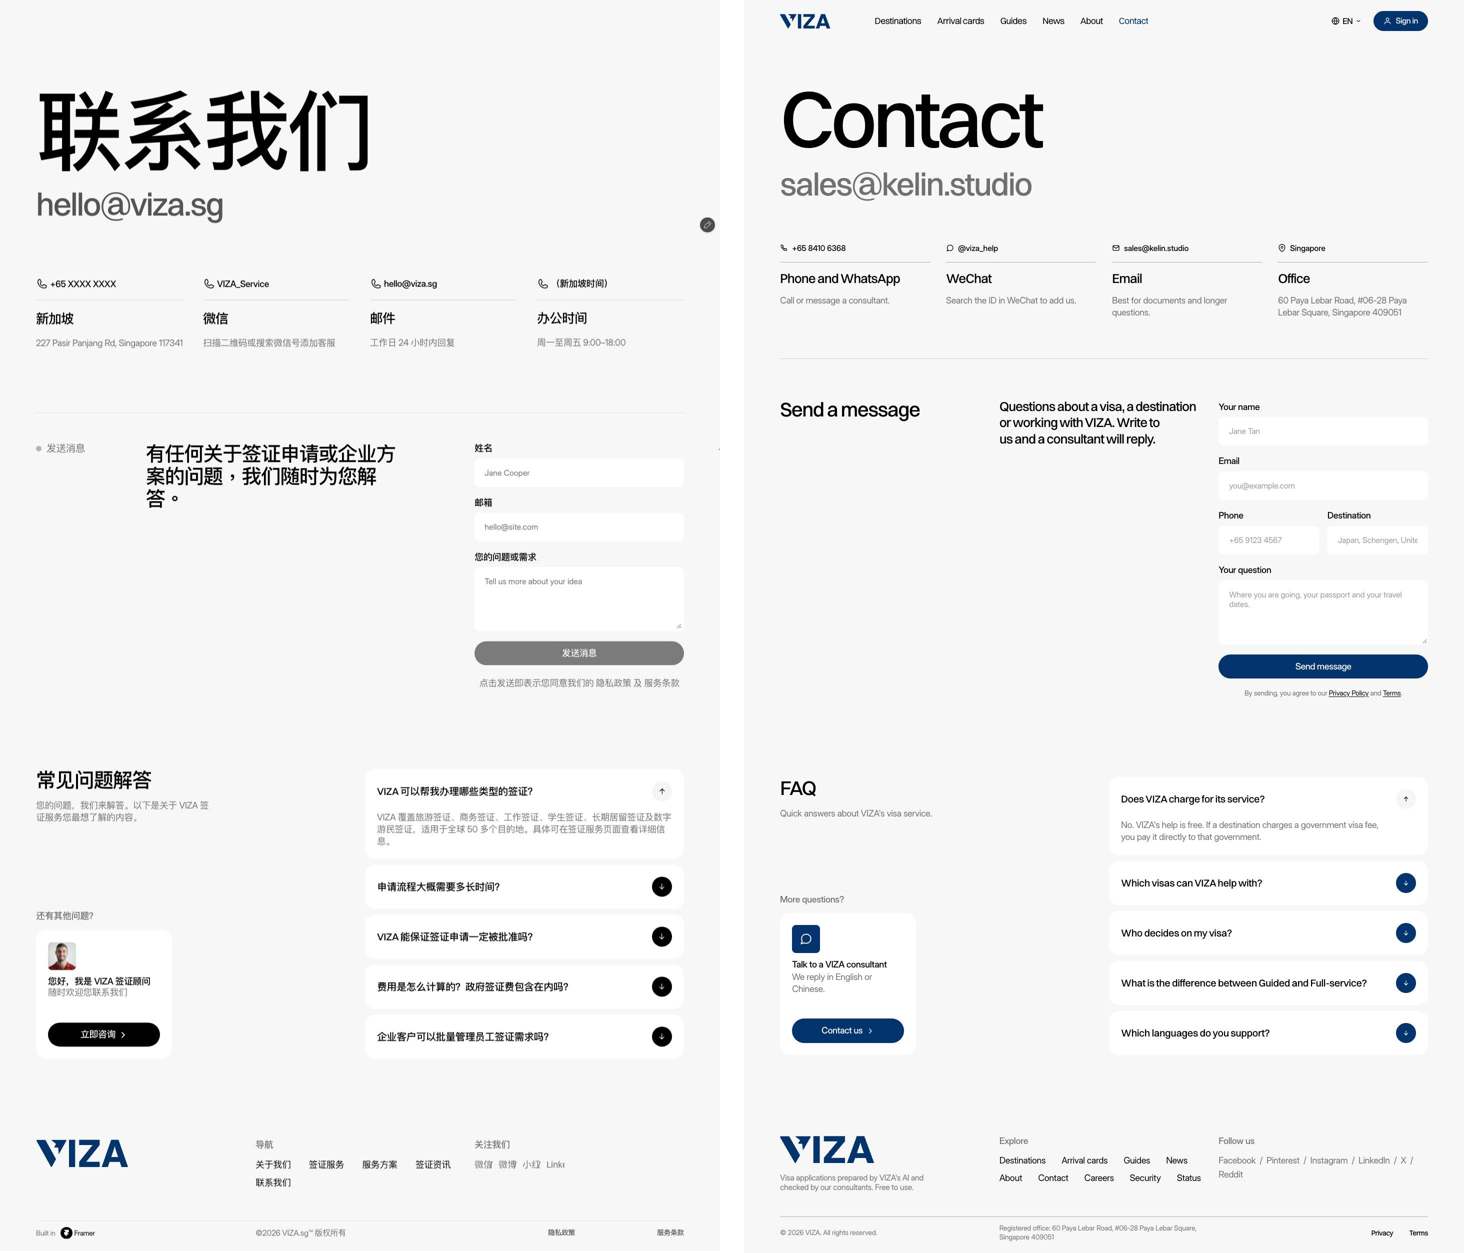 联系我们
hello@viza.sg
+65 XXXX XXXX
新加坡
227 Pasir Panjang Rd, Singapore 117341
VIZA_Service
微信
扫描二维码或搜索微信号添加客服
hello@viza.sg
邮件
工作日 24 小时内回复
（新加坡时间）
办公时间
周一至周五 9:00–18:00
发送消息
有任何关于签证申请或企业方
案的问题，我们随时为您解
答。
姓名
Jane Cooper
邮箱
hello@site.com
您的问题或需求
Tell us more about your idea
发送消息
点击发送即表示您同意我们的 隐私政策 及 服务条款
常见问题解答
您的问题，我们来解答。以下是关于 VIZA 签
证服务您最想了解的内容。
还有其他问题?
您好，我是 VIZA 签证顾问
随时欢迎您联系我们
立即咨询
VIZA 可以帮我办理哪些类型的签证?
VIZA 覆盖旅游签证、商务签证、工作签证、学生签证、长期居留签证及数字
游民签证，适用于全球 50 多个目的地。具体可在签证服务页面查看详细信
息。
申请流程大概需要多长时间?
VIZA 能保证签证申请一定被批准吗?
费用是怎么计算的？政府签证费包含在内吗?
企业客户可以批量管理员工签证需求吗?
VIZA
导航
关于我们 签证服务 服务方案 签证资讯
联系我们
关注我们
微信 微博 小红 Linke
Built in Framer
©2026 VIZA.sg™ 版权所有
隐私政策
服务条款
VIZA
Destinations Arrival cards Guides News About Contact
EN
Sign in
Contact
sales@kelin.studio
+65 8410 6368
Phone and WhatsApp
Call or message a consultant.
@viza_help
WeChat
Search the ID in WeChat to add us.
sales@kelin.studio
Email
Best for documents and longer
questions.
Singapore
Office
60 Paya Lebar Road, #06-28 Paya
Lebar Square, Singapore 409051
Send a message
Questions about a visa, a destination
or working with VIZA. Write to
us and a consultant will reply.
Your name
Jane Tan
Email
you@example.com
Phone
+65 9123 4567
Destination
Japan, Schengen, Unite
Your question
Where you are going, your passport and your travel
dates.
Send message
By sending, you agree to our Privacy Policy and Terms.
FAQ
Quick answers about VIZA's visa service.
More questions?
Talk to a VIZA consultant
We reply in English or
Chinese.
Contact us
Does VIZA charge for its service?
No. VIZA's help is free. If a destination charges a government visa fee,
you pay it directly to that government.
Which visas can VIZA help with?
Who decides on my visa?
What is the difference between Guided and Full-service?
Which languages do you support?
VIZA
Visa applications prepared by VIZA's AI and
checked by our consultants. Free to use.
Explore
Destinations Arrival cards Guides News
About Contact Careers Security Status
Follow us
Facebook / Pinterest / Instagram / LinkedIn / X /
Reddit
© 2026 VIZA. All rights reserved.
Registered office: 60 Paya Lebar Road, #06-28 Paya Lebar Square,
Singapore 409051
Privacy Terms